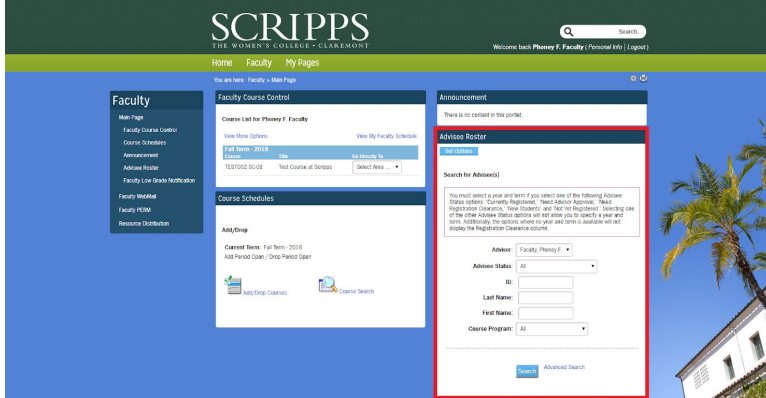 SCRIPPS
THE WOMEN'S COLLEGE • CLAREMONT
Search...
Welcome back Phoney F. Faculty ( Personal Info | Logout )
Home Faculty My Pages
You are here: Faculty > Main Page
Faculty
Main Page
Faculty Course Control
Course Schedules
Announcement
Advisee Roster
Faculty Low Grade Notification
Faculty WebMail
Faculty PERM
Resource Distribution
Faculty Course Control
Course List for Phoney F. Faculty
View More Options View My Faculty Schedule
Fall Term - 2018
Course Title Go Directly To
TEST002 SC-01 Test Course at Scripps Select Area ...
Course Schedules
Add/Drop
Current Term: Fall Term - 2018
Add Period Open / Drop Period Open
Add/Drop Courses Course Search
Announcement
There is no content in this portlet
Advisee Roster
Set Options
Search for Advisee(s)
You must select a year and term if you select one of the following Advisee
Status options: 'Currently Registered,' 'Need Advisor Approval,' 'Need
Registration Clearance,' 'New Students' and 'Not Yet Registered.' Selecting one
of the other Advisee Status options will not allow you to specify a year and
term. Additionally, the options where no year and term is available will not
display the Registration Clearance column.
Advisor: Faculty, Phoney F.
Advisee Status: All
ID:
Last Name:
First Name:
Course Program: All
Search Advanced Search